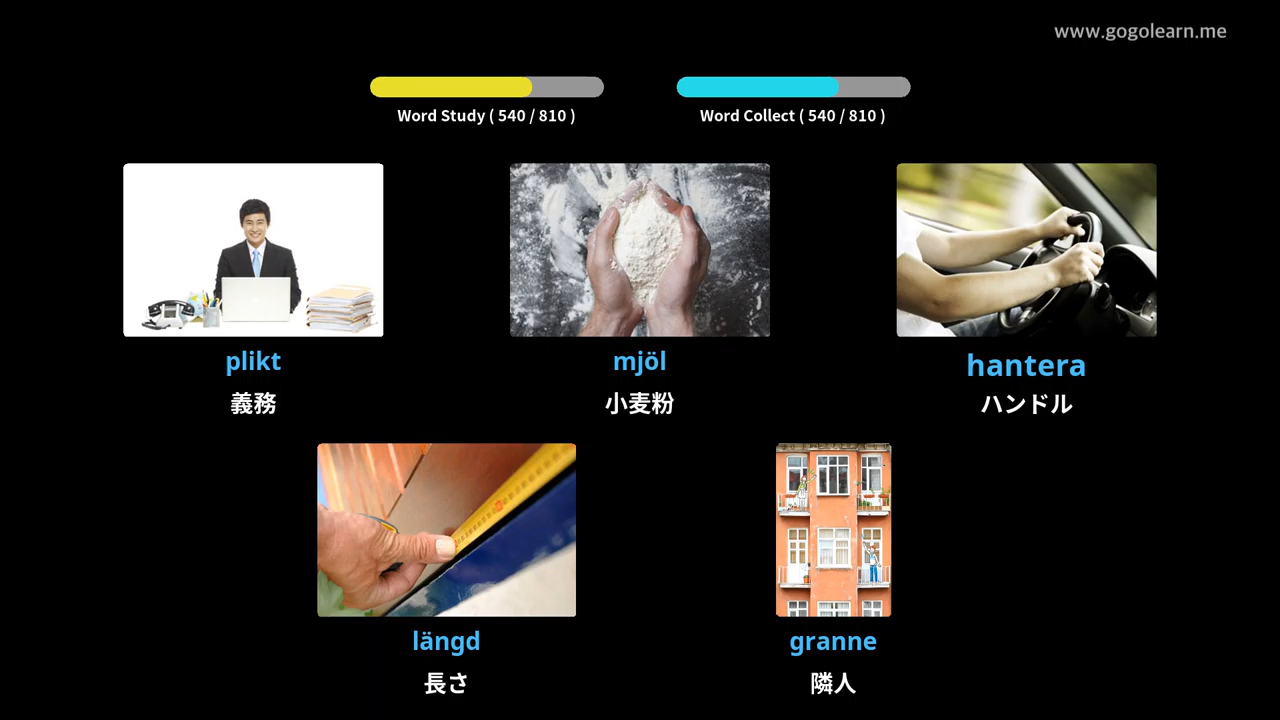 www.gogolearn.me
Word Study ( 540 / 810 )
Word Collect ( 540 / 810 )
plikt
義務
mjöl
小麦粉
hantera
ハンドル
längd
長さ
granne
隣人